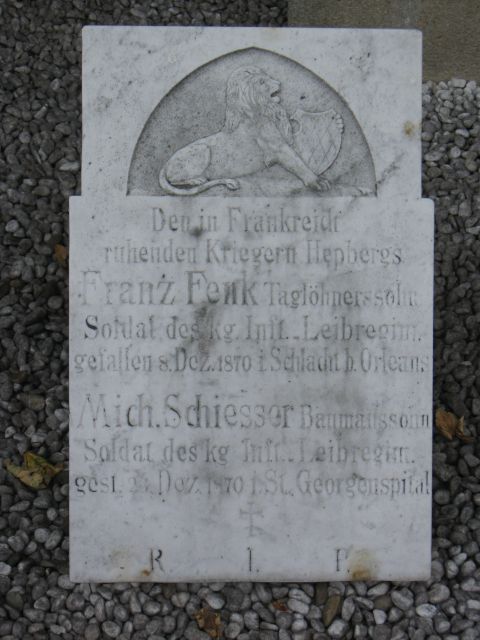 Den in Frankreich
ruhenden Kriegern Hepbergs.
Franz Fenk Taglöhnerssohn
Soldat des kg. Inft. Leibregim.
gefallen 8. Dez. 1870 i. Schlacht b. Orleans
Mich. Schiesser Baumanssohn
Soldat des kg. Inft. Leibregim.
gest. Dez. 1870 i. St. Georgenspital
R I P.